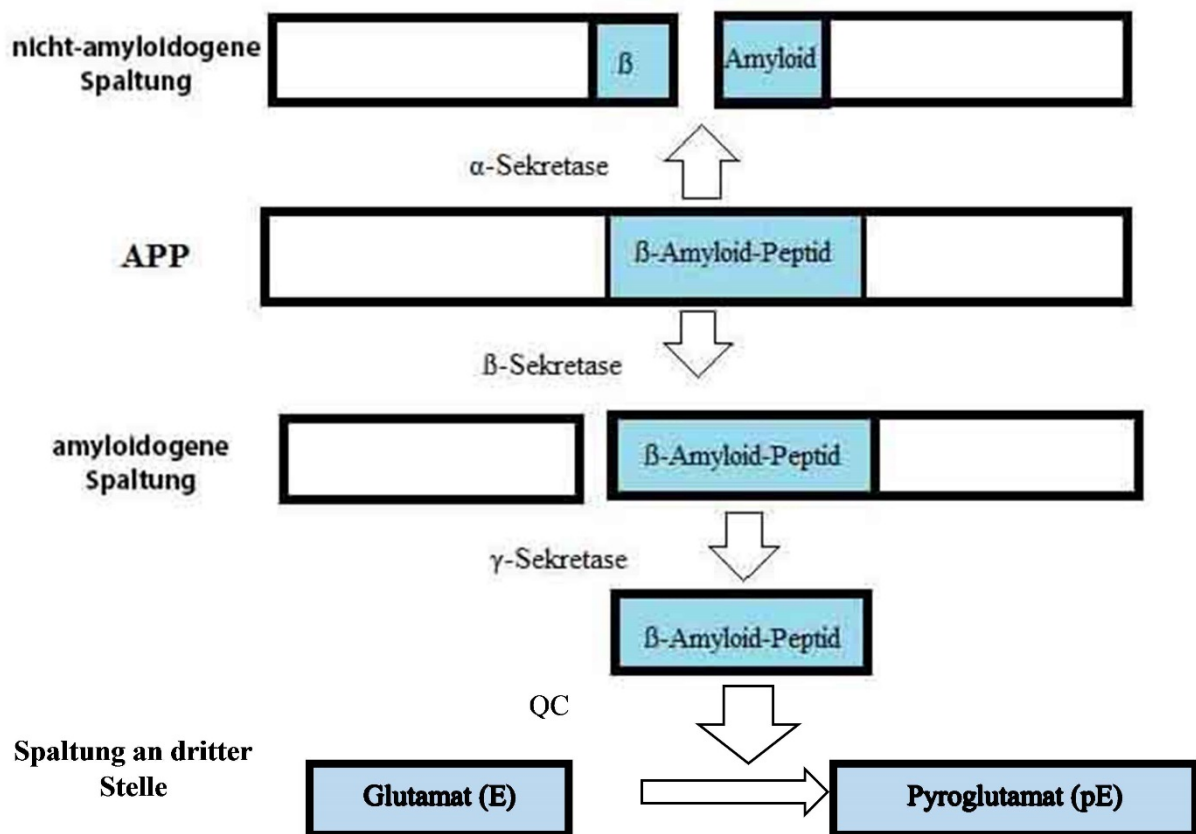 nicht-amyloidogene
Spaltung
ß
Amyloid
α-Sekretase
APP
ß-Amyloid-Peptid
ß-Sekretase
amyloidogene
Spaltung
ß-Amyloid-Peptid
γ-Sekretase
ß-Amyloid-Peptid
QC
Spaltung an dritter
Stelle
Glutamat (E)
Pyroglutamat (pE)